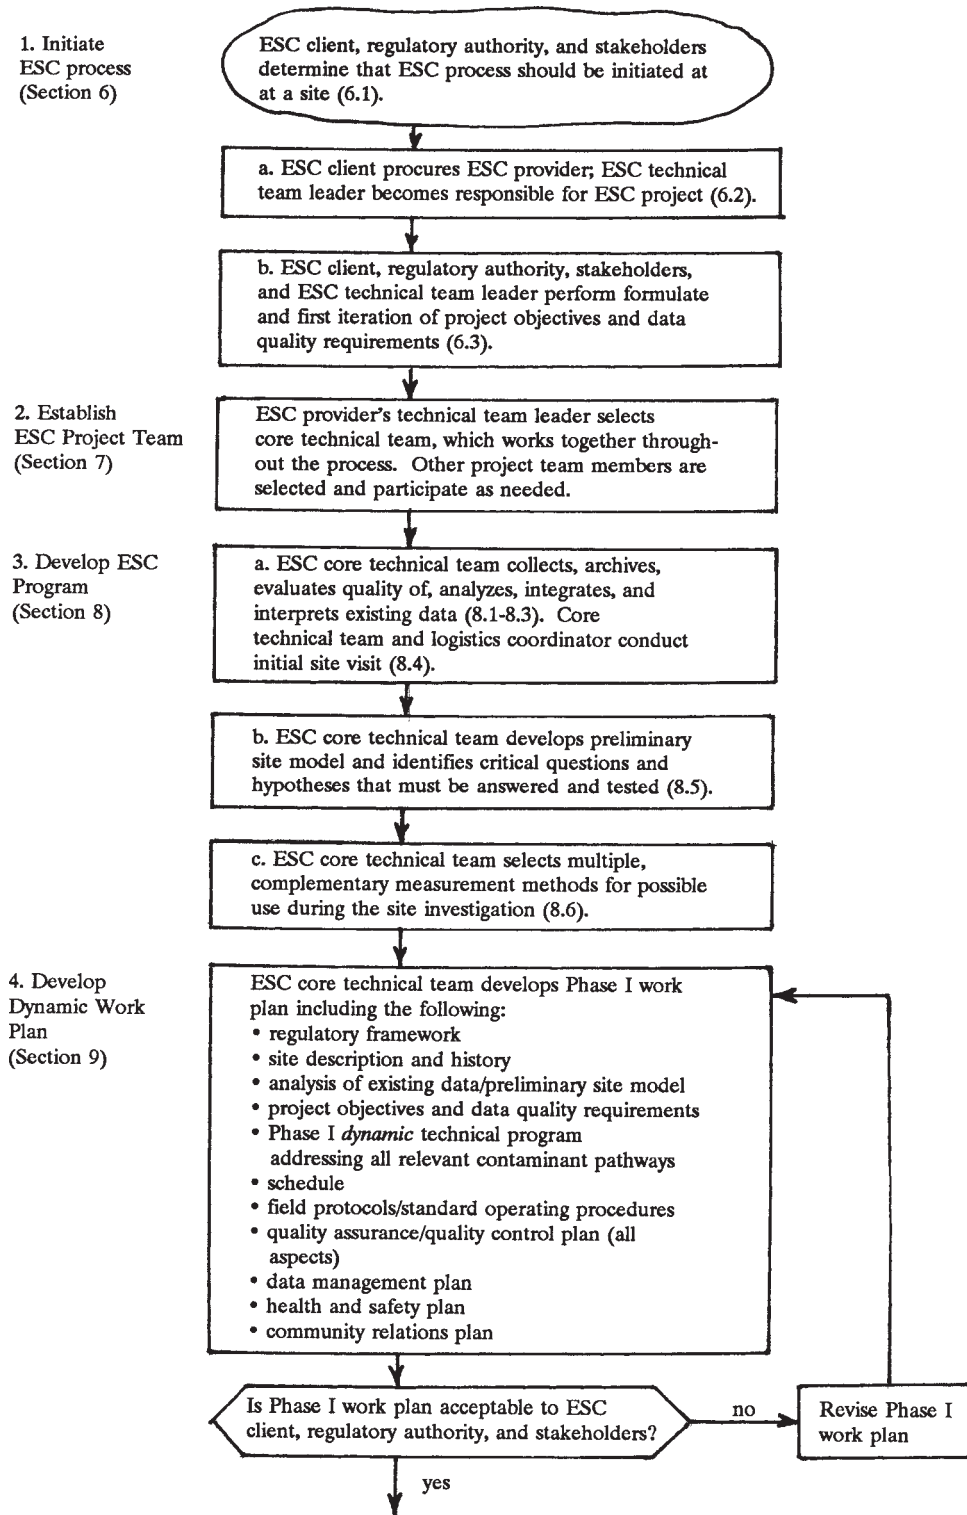 1. Initiate
ESC process
(Section 6)
ESC client, regulatory authority, and stakeholders
determine that ESC process should be initiated at
at a site (6.1).
a. ESC client procures ESC provider; ESC technical
team leader becomes responsible for ESC project (6.2).
b. ESC client, regulatory authority, stakeholders,
and ESC technical team leader perform formulate
and first iteration of project objectives and data
quality requirements (6.3).
2. Establish
ESC Project Team
(Section 7)
ESC provider's technical team leader selects
core technical team, which works together through-
out the process. Other project team members are
selected and participate as needed.
3. Develop ESC
Program
(Section 8)
a. ESC core technical team collects, archives,
evaluates quality of, analyzes, integrates, and
interprets existing data (8.1-8.3). Core
technical team and logistics coordinator conduct
initial site visit (8.4).
b. ESC core technical team develops preliminary
site model and identifies critical questions and
hypotheses that must be answered and tested (8.5).
c. ESC core technical team selects multiple,
complementary measurement methods for possible
use during the site investigation (8.6).
4. Develop
Dynamic Work
Plan
(Section 9)
ESC core technical team develops Phase I work
plan including the following:
• regulatory framework
• site description and history
• analysis of existing data/preliminary site model
• project objectives and data quality requirements
• Phase I dynamic technical program
addressing all relevant contaminant pathways
• schedule
• field protocols/standard operating procedures
• quality assurance/quality control plan (all
aspects)
• data management plan
• health and safety plan
• community relations plan
Is Phase I work plan acceptable to ESC
client, regulatory authority, and stakeholders?
no
Revise Phase I
work plan
yes